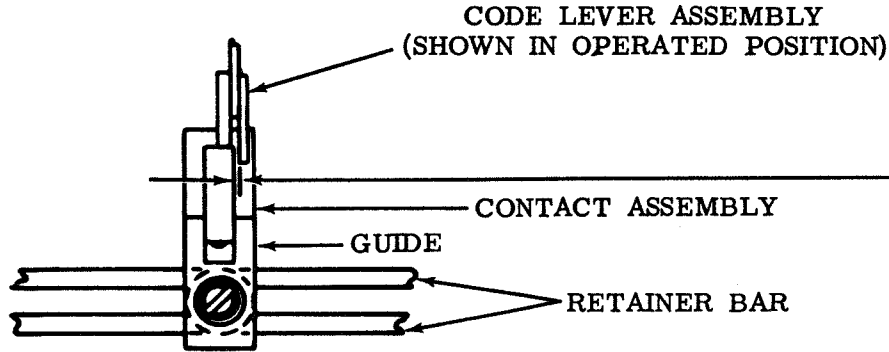 CODE LEVER ASSEMBLY
(SHOWN IN OPERATED POSITION)
CONTACT ASSEMBLY
GUIDE
RETAINER BAR